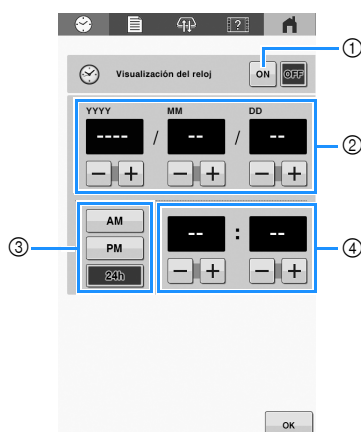 ①
Visualización del reloj ON OFF
YYYY MM DD
---- / -- / --
②
− + − + − +
AM
PM
24h
③
-- : --
④
− + − +
OK